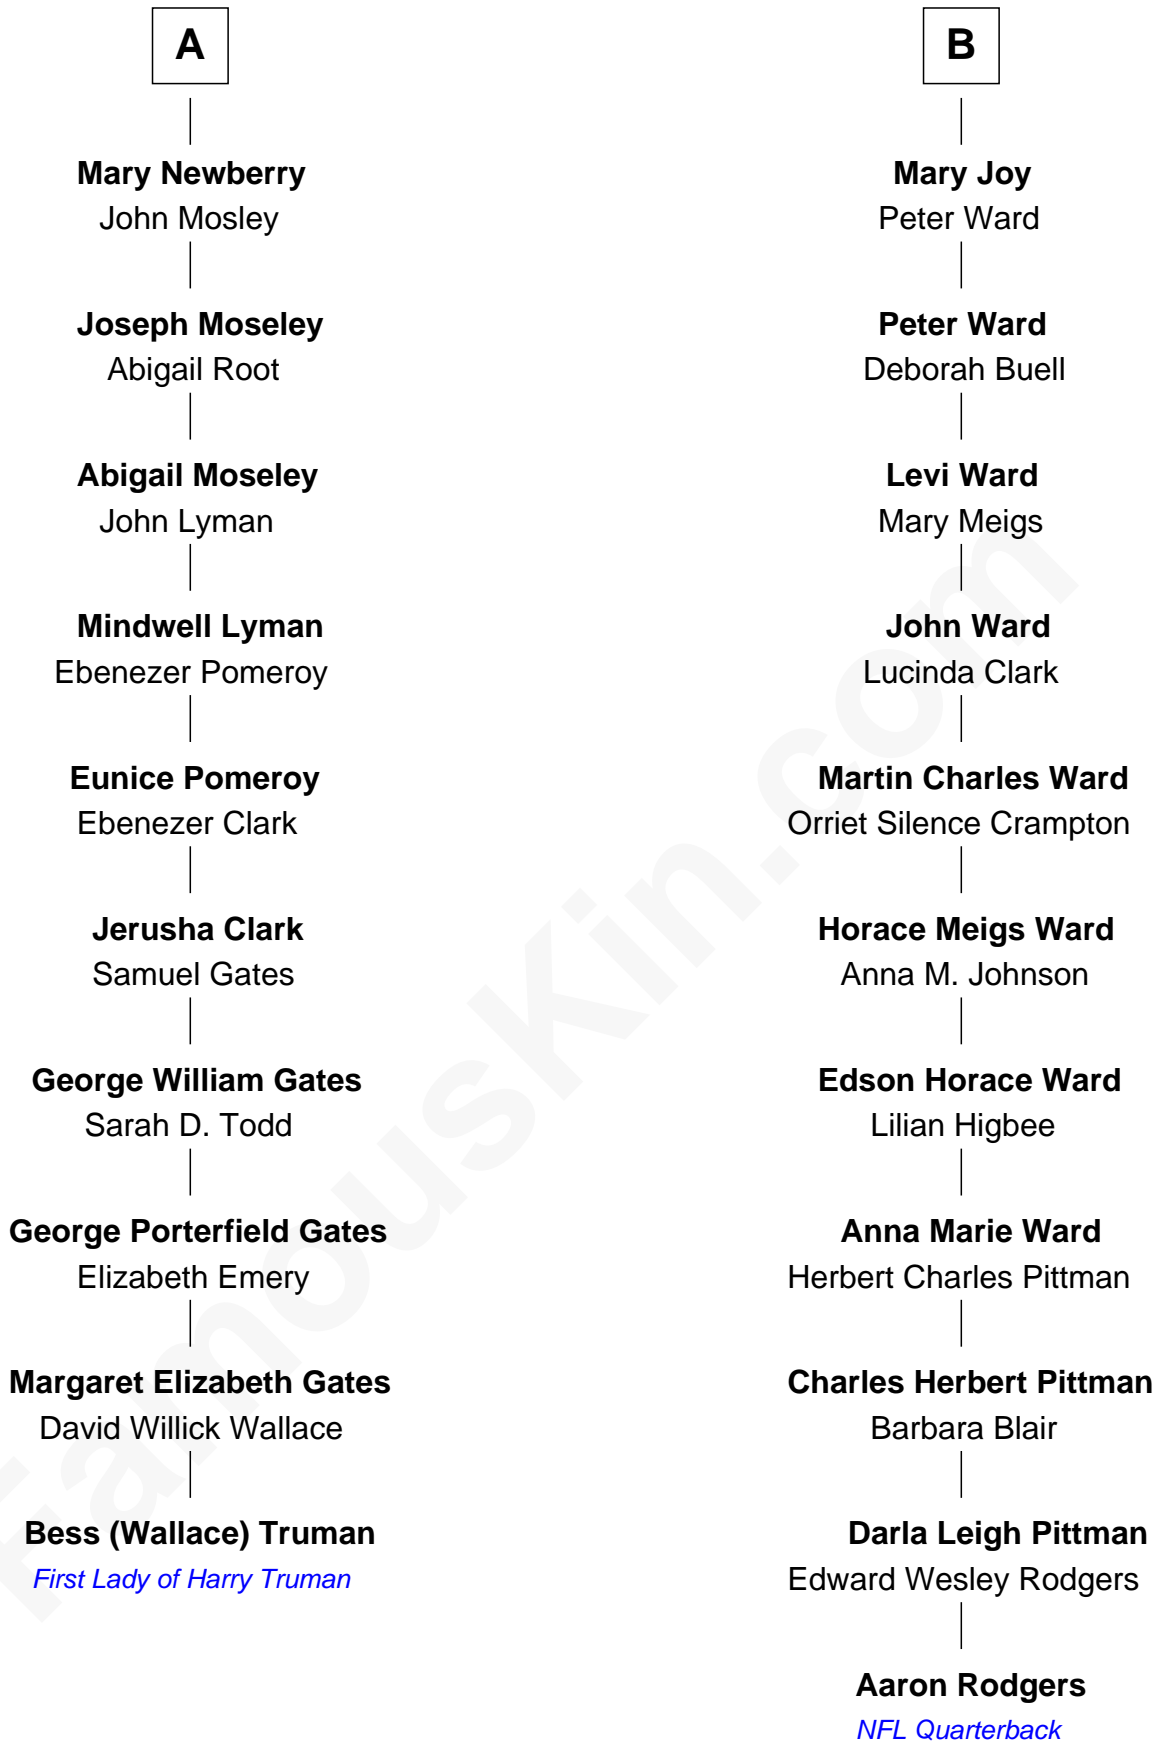 A
Mary Newberry
John Mosley
Joseph Moseley
Abigail Root
Abigail Moseley
John Lyman
Mindwell Lyman
Ebenezer Pomeroy
Eunice Pomeroy
Ebenezer Clark
Jerusha Clark
Samuel Gates
George William Gates
Sarah D. Todd
George Porterfield Gates
Elizabeth Emery
Margaret Elizabeth Gates
David Willick Wallace
Bess (Wallace) Truman
First Lady of Harry Truman
B
Mary Joy
Peter Ward
Peter Ward
Deborah Buell
Levi Ward
Mary Meigs
John Ward
Lucinda Clark
Martin Charles Ward
Orriet Silence Crampton
Horace Meigs Ward
Anna M. Johnson
Edson Horace Ward
Lilian Higbee
Anna Marie Ward
Herbert Charles Pittman
Charles Herbert Pittman
Barbara Blair
Darla Leigh Pittman
Edward Wesley Rodgers
Aaron Rodgers
NFL Quarterback
FamousKin.com